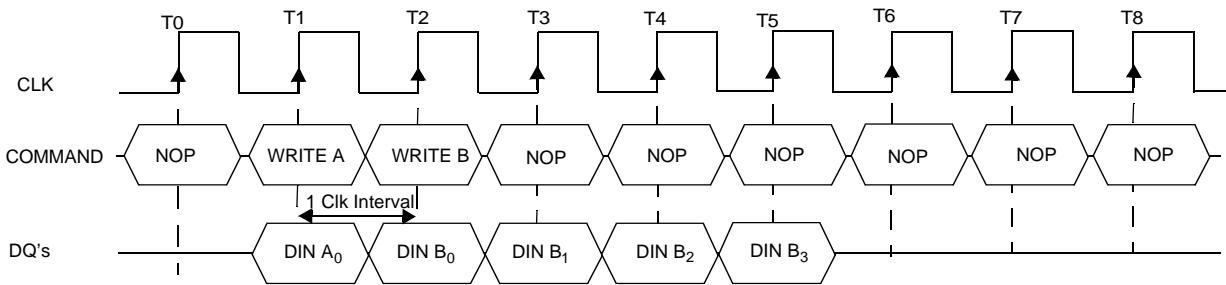 T0 T1 T2 T3 T4 T5 T6 T7 T8
CLK
COMMAND NOP WRITE A WRITE B NOP NOP NOP NOP NOP NOP
1 Clk Interval
DQ's DIN A0 DIN B0 DIN B1 DIN B2 DIN B3